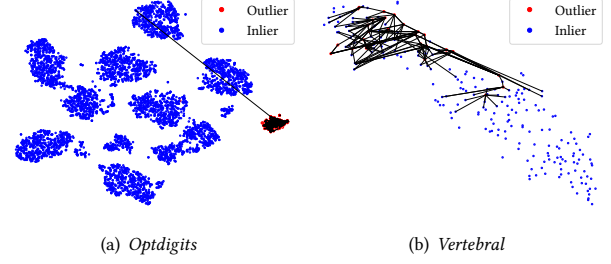 Outlier
Inlier
Outlier
Inlier
(a) Optdigits
(b) Vertebral